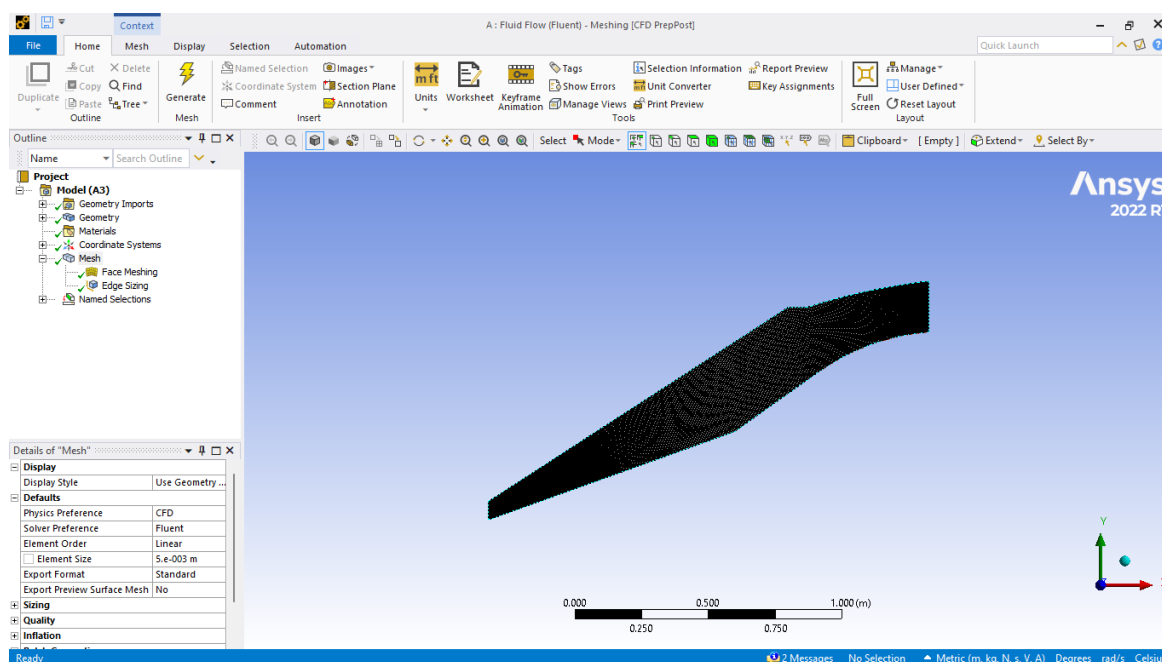 Context
A : Fluid Flow (Fluent) - Meshing [CFD PrepPost]
File Home Mesh Display Selection Automation
Quick Launch
Duplicate
Cut
Copy
Paste
Delete
Find
Tree
Outline
Generate
Mesh
Named Selection
Coordinate System
Comment
Images
Section Plane
Annotation
Insert
Units
Worksheet
Keyframe
Animation
Tags
Show Errors
Manage Views
Selection Information
Unit Converter
Print Preview
Report Preview
Key Assignments
Tools
Full
Screen
Manage
User Defined
Reset Layout
Layout
Outline
Name Search Outline
Project
Model (A3)
Geometry Imports
Geometry
Materials
Coordinate Systems
Mesh
Face Meshing
Edge Sizing
Named Selections
Select Mode Clipboard [ Empty ] Extend Select By
Ansys
2022
Y
0.000 0.500 1.000 (m)
0.250 0.750
Details of "Mesh"
Display
Display Style Use Geometry ...
Defaults
Physics Preference CFD
Solver Preference Fluent
Element Order Linear
Element Size 5.e-003 m
Export Format Standard
Export Preview Surface Mesh No
Sizing
Quality
Inflation
Ready 2 Messages No Selection Metric (m, kg, N, s, V, A) Degrees rad/s Celsiu